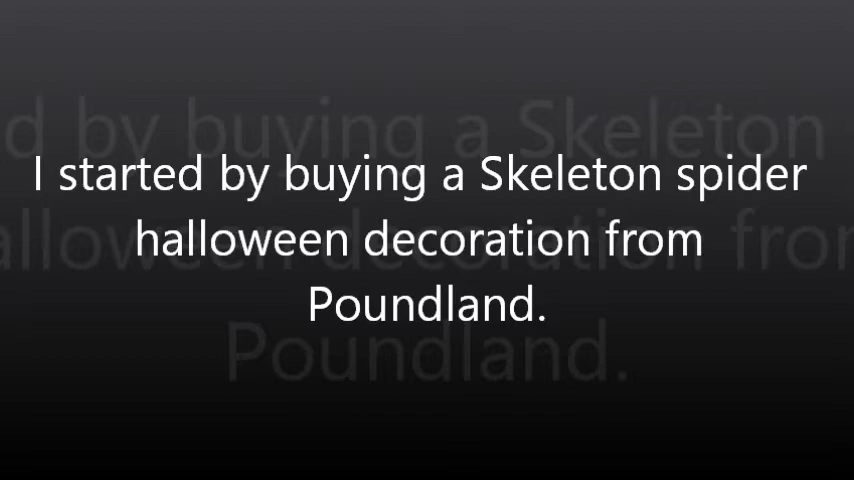 I started by buying a Skeleton spider
halloween decoration from
Poundland.